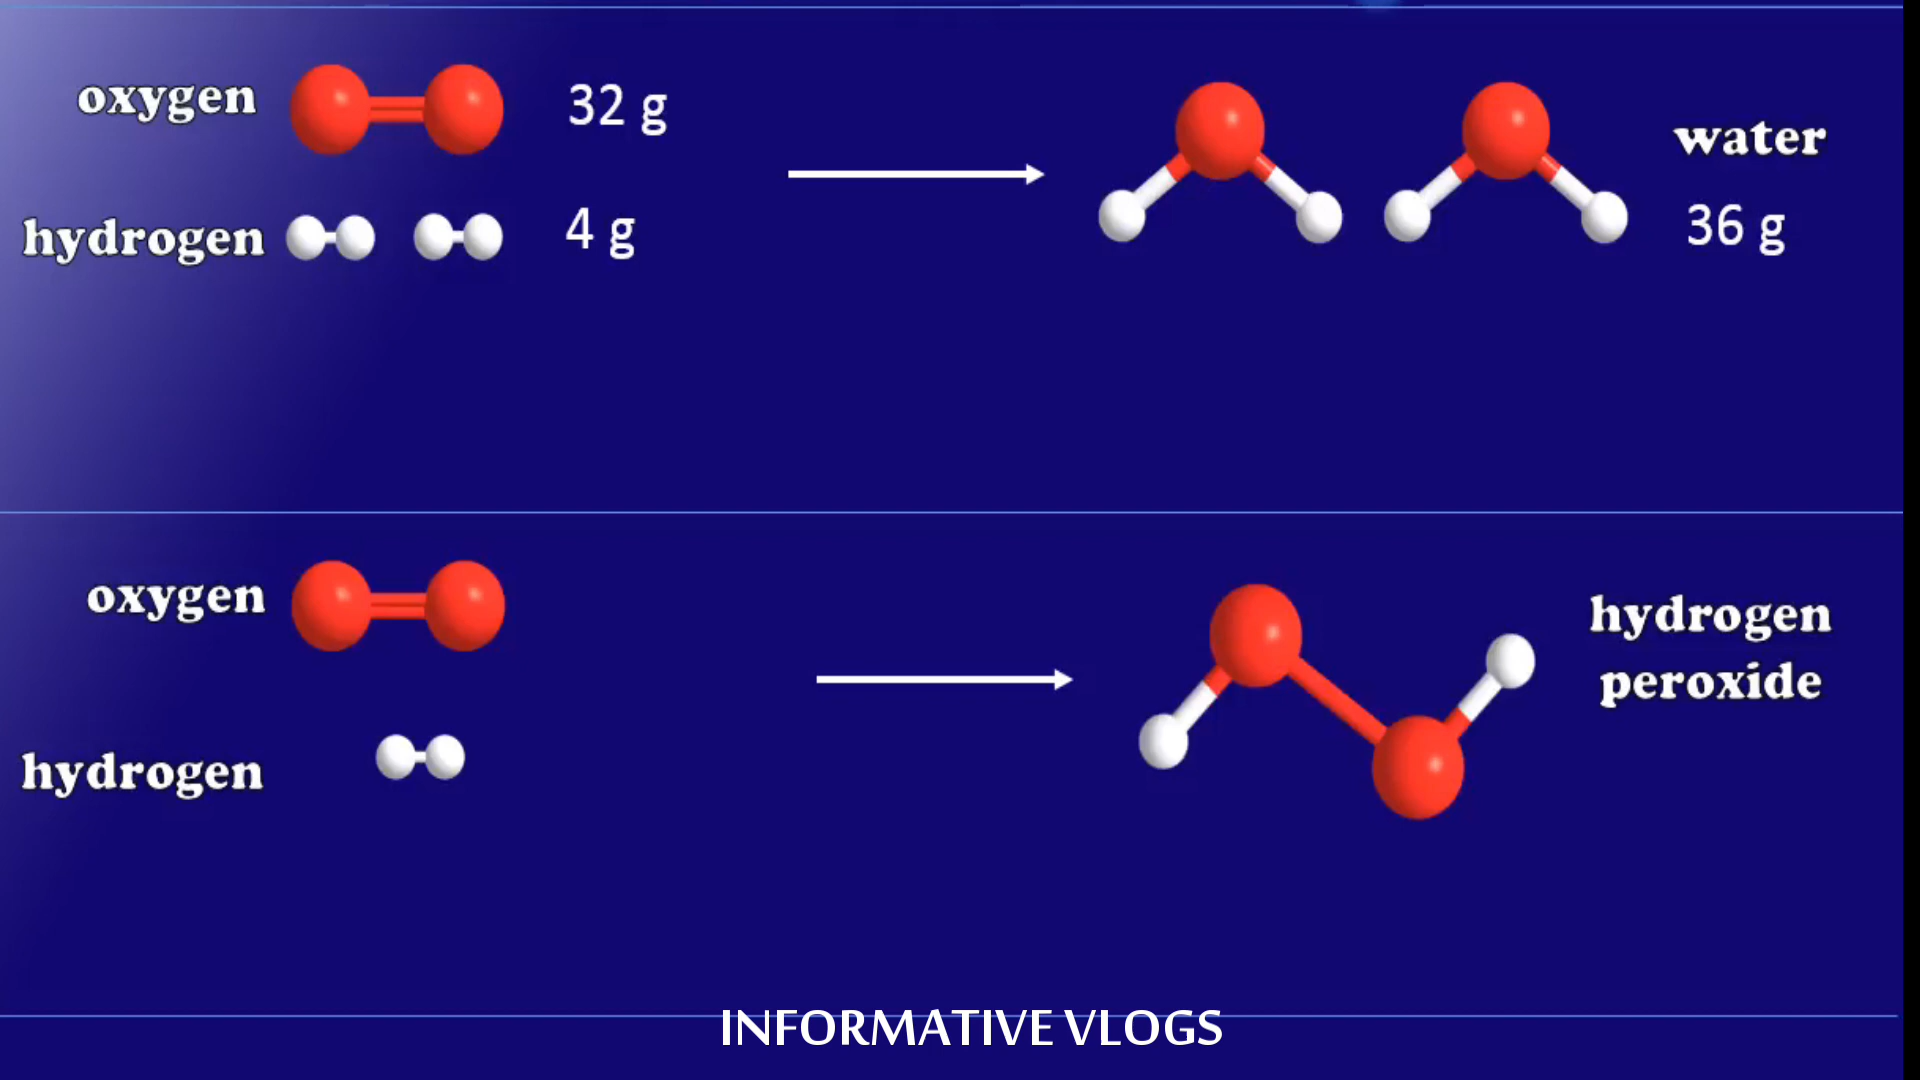 oxygen
32 g
hydrogen
4 g
water
36 g
oxygen
hydrogen
hydrogen
peroxide
INFORMATIVE VLOGS